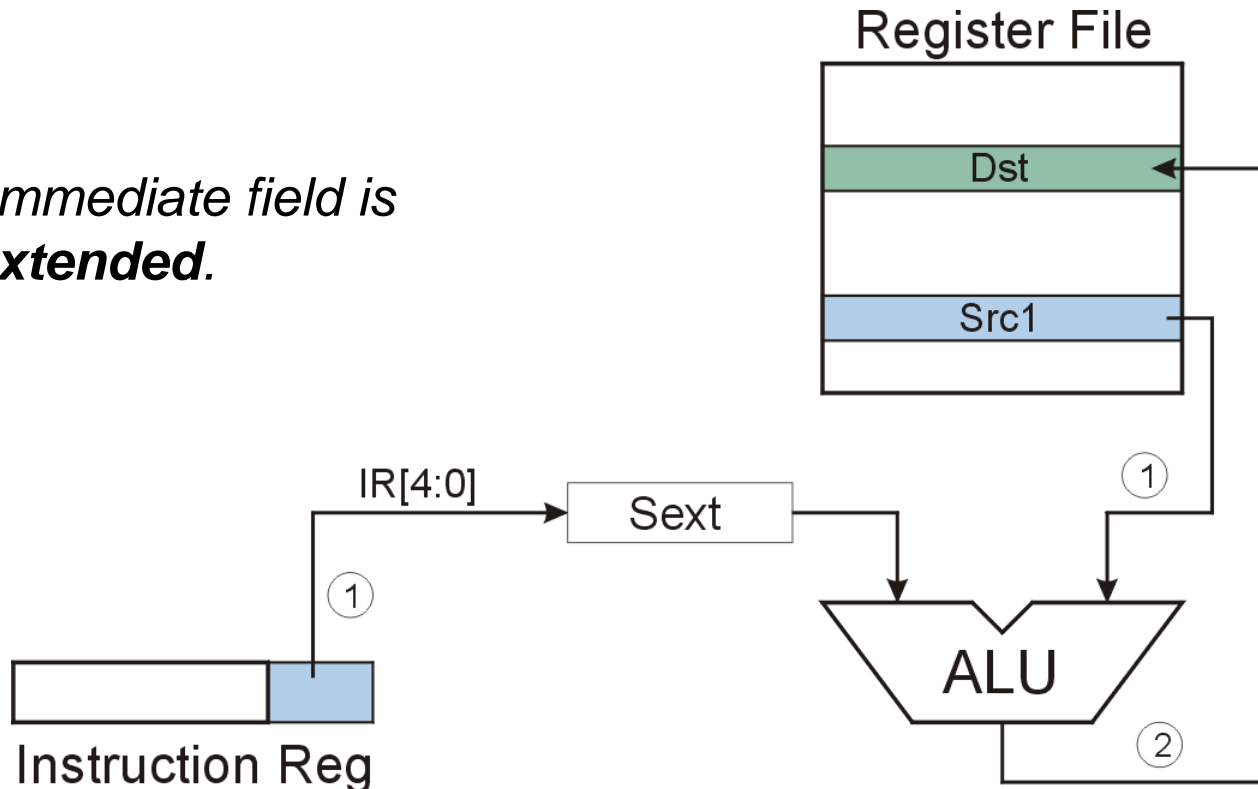 Register File
Dst
mmediate field is
xtended.
Src1
IR[4:0]
Sext
1
1
ALU
2
Instruction Reg